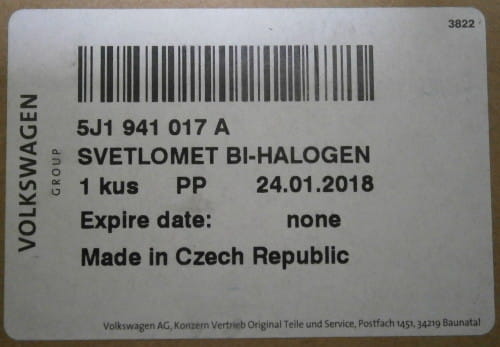 3822
VOLKSWAGEN
GROUP
5J1 941 017 A
SVETLOMET BI-HALOGEN
1 kus PP 24.01.2018
Expire date: none
Made in Czech Republic
Volkswagen AG, Konzern Vertrieb Original Teile und Service, Postfach 1451, 34219 Baunatal